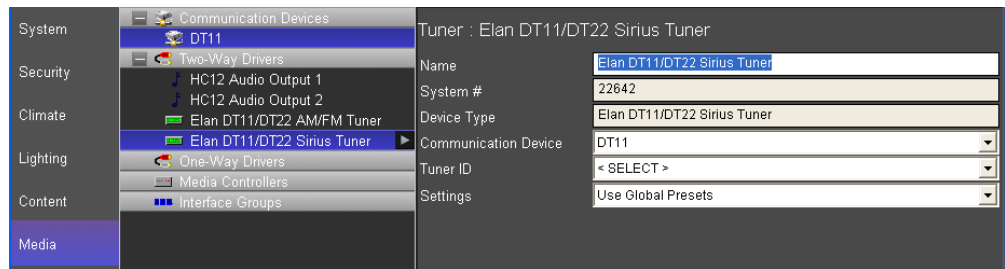 System
Security
Climate
Lighting
Content
Media
Communication Devices
DT11
Two-Way Drivers
HC12 Audio Output 1
HC12 Audio Output 2
Elan DT11/DT22 AM/FM Tuner
Elan DT11/DT22 Sirius Tuner
One-Way Drivers
Media Controllers
Interface Groups
Tuner : Elan DT11/DT22 Sirius Tuner
Name Elan DT11/DT22 Sirius Tuner
System # 22642
Device Type Elan DT11/DT22 Sirius Tuner
Communication Device DT11
Tuner ID < SELECT >
Settings Use Global Presets